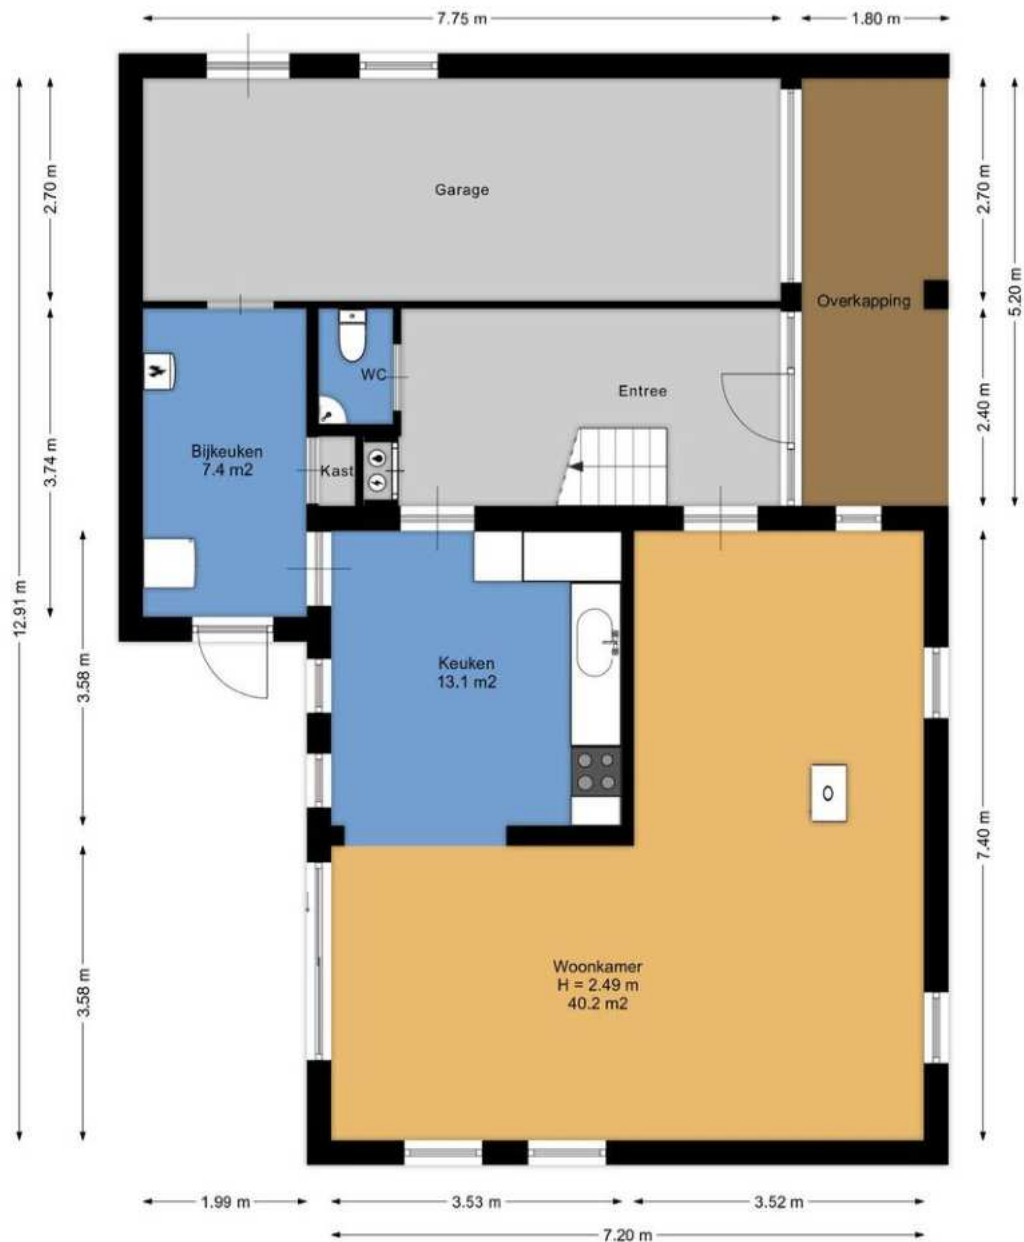 7.75 m
1.80 m
2.70 m
Garage
2.70 m
Overkapping
5.20 m
WC
Entree
2.40 m
3.74 m
Bijkeuken
7.4 m2
Kast
12.91 m
3.58 m
Keuken
13.1 m2
7.40 m
3.58 m
Woonkamer
H = 2.49 m
40.2 m2
1.99 m
3.53 m
3.52 m
7.20 m